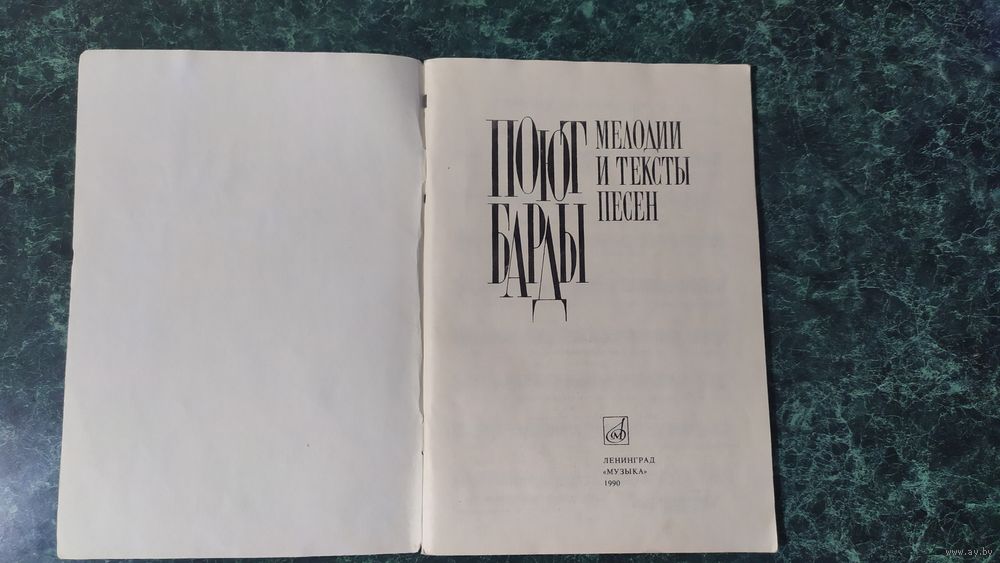 ПОЮТ
БАРДЫ
МЕЛОДИИ
И ТЕКСТЫ
ПЕСЕН
ЛЕНИНГРАД
«МУЗЫКА»
1990
www.ay.by